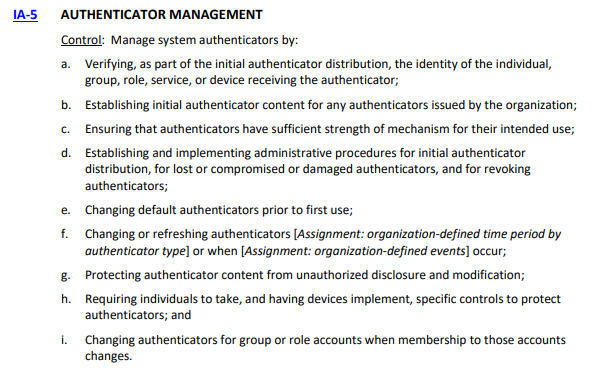 IA-5 AUTHENTICATOR MANAGEMENT
Control: Manage system authenticators by:
a. Verifying, as part of the initial authenticator distribution, the identity of the individual,
group, role, service, or device receiving the authenticator;
b. Establishing initial authenticator content for any authenticators issued by the organization;
c. Ensuring that authenticators have sufficient strength of mechanism for their intended use;
d. Establishing and implementing administrative procedures for initial authenticator
distribution, for lost or compromised or damaged authenticators, and for revoking
authenticators;
e. Changing default authenticators prior to first use;
f. Changing or refreshing authenticators [Assignment: organization-defined time period by
authenticator type] or when [Assignment: organization-defined events] occur;
g. Protecting authenticator content from unauthorized disclosure and modification;
h. Requiring individuals to take, and having devices implement, specific controls to protect
authenticators; and
i. Changing authenticators for group or role accounts when membership to those accounts
changes.